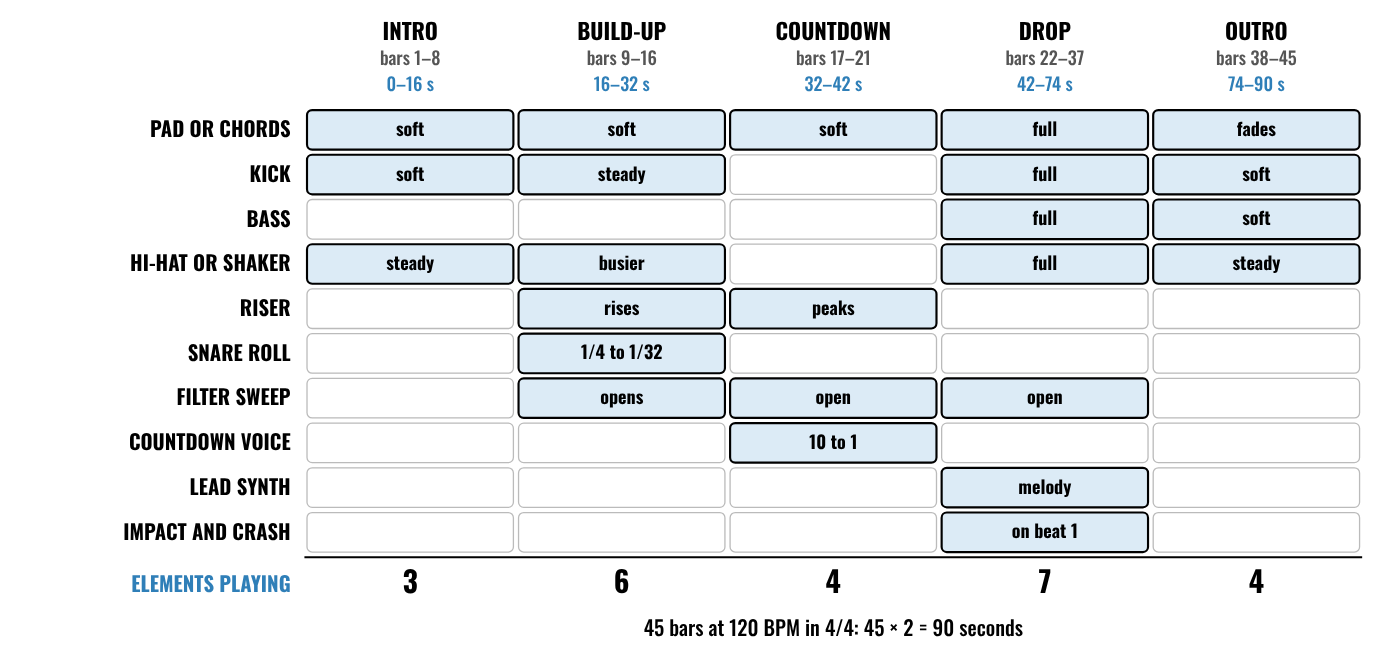 INTRO BUILD-UP COUNTDOWN DROP OUTRO
bars 1–8 bars 9–16 bars 17–21 bars 22–37 bars 38–45
0–16 s 16–32 s 32–42 s 42–74 s 74–90 s
PAD OR CHORDS soft soft soft full fades
KICK soft steady full soft
BASS full soft
HI-HAT OR SHAKER steady busier full steady
RISER rises peaks
SNARE ROLL 1/4 to 1/32
FILTER SWEEP opens open open
COUNTDOWN VOICE 10 to 1
LEAD SYNTH melody
IMPACT AND CRASH on beat 1
ELEMENTS PLAYING 3 6 4 7 4
45 bars at 120 BPM in 4/4: 45 × 2 = 90 seconds